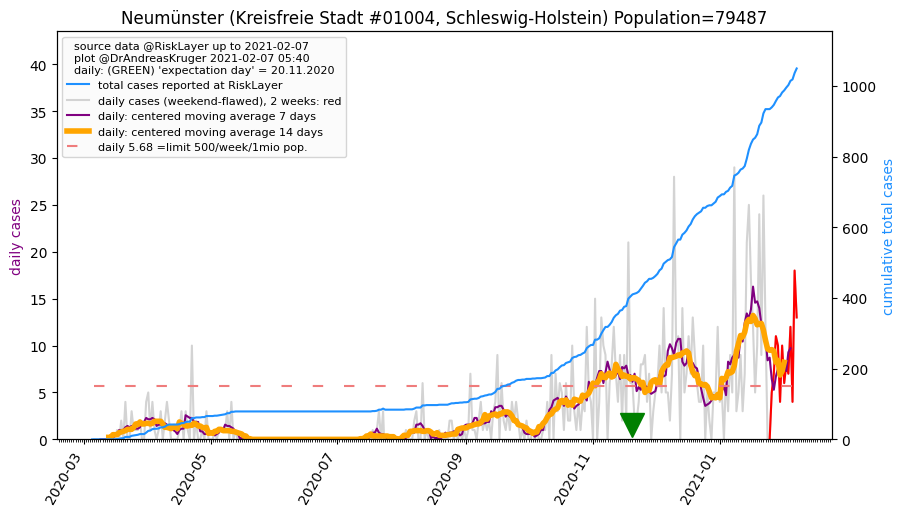 Neumünster (Kreisfreie Stadt #01004, Schleswig-Holstein) Population=79487
source data @RiskLayer up to 2021-02-07
plot @DrAndreasKruger 2021-02-07 05:40
daily: (GREEN) 'expectation day' = 20.11.2020
total cases reported at RiskLayer
daily cases (weekend-flawed), 2 weeks: red
daily: centered moving average 7 days
daily: centered moving average 14 days
daily 5.68 =limit 500/week/1mio pop.
daily cases
40
35
30
25
20
15
10
5
0
1000
800
600
400
200
0
cumulative total cases
2020-03
2020-05
2020-07
2020-09
2020-11
2021-01